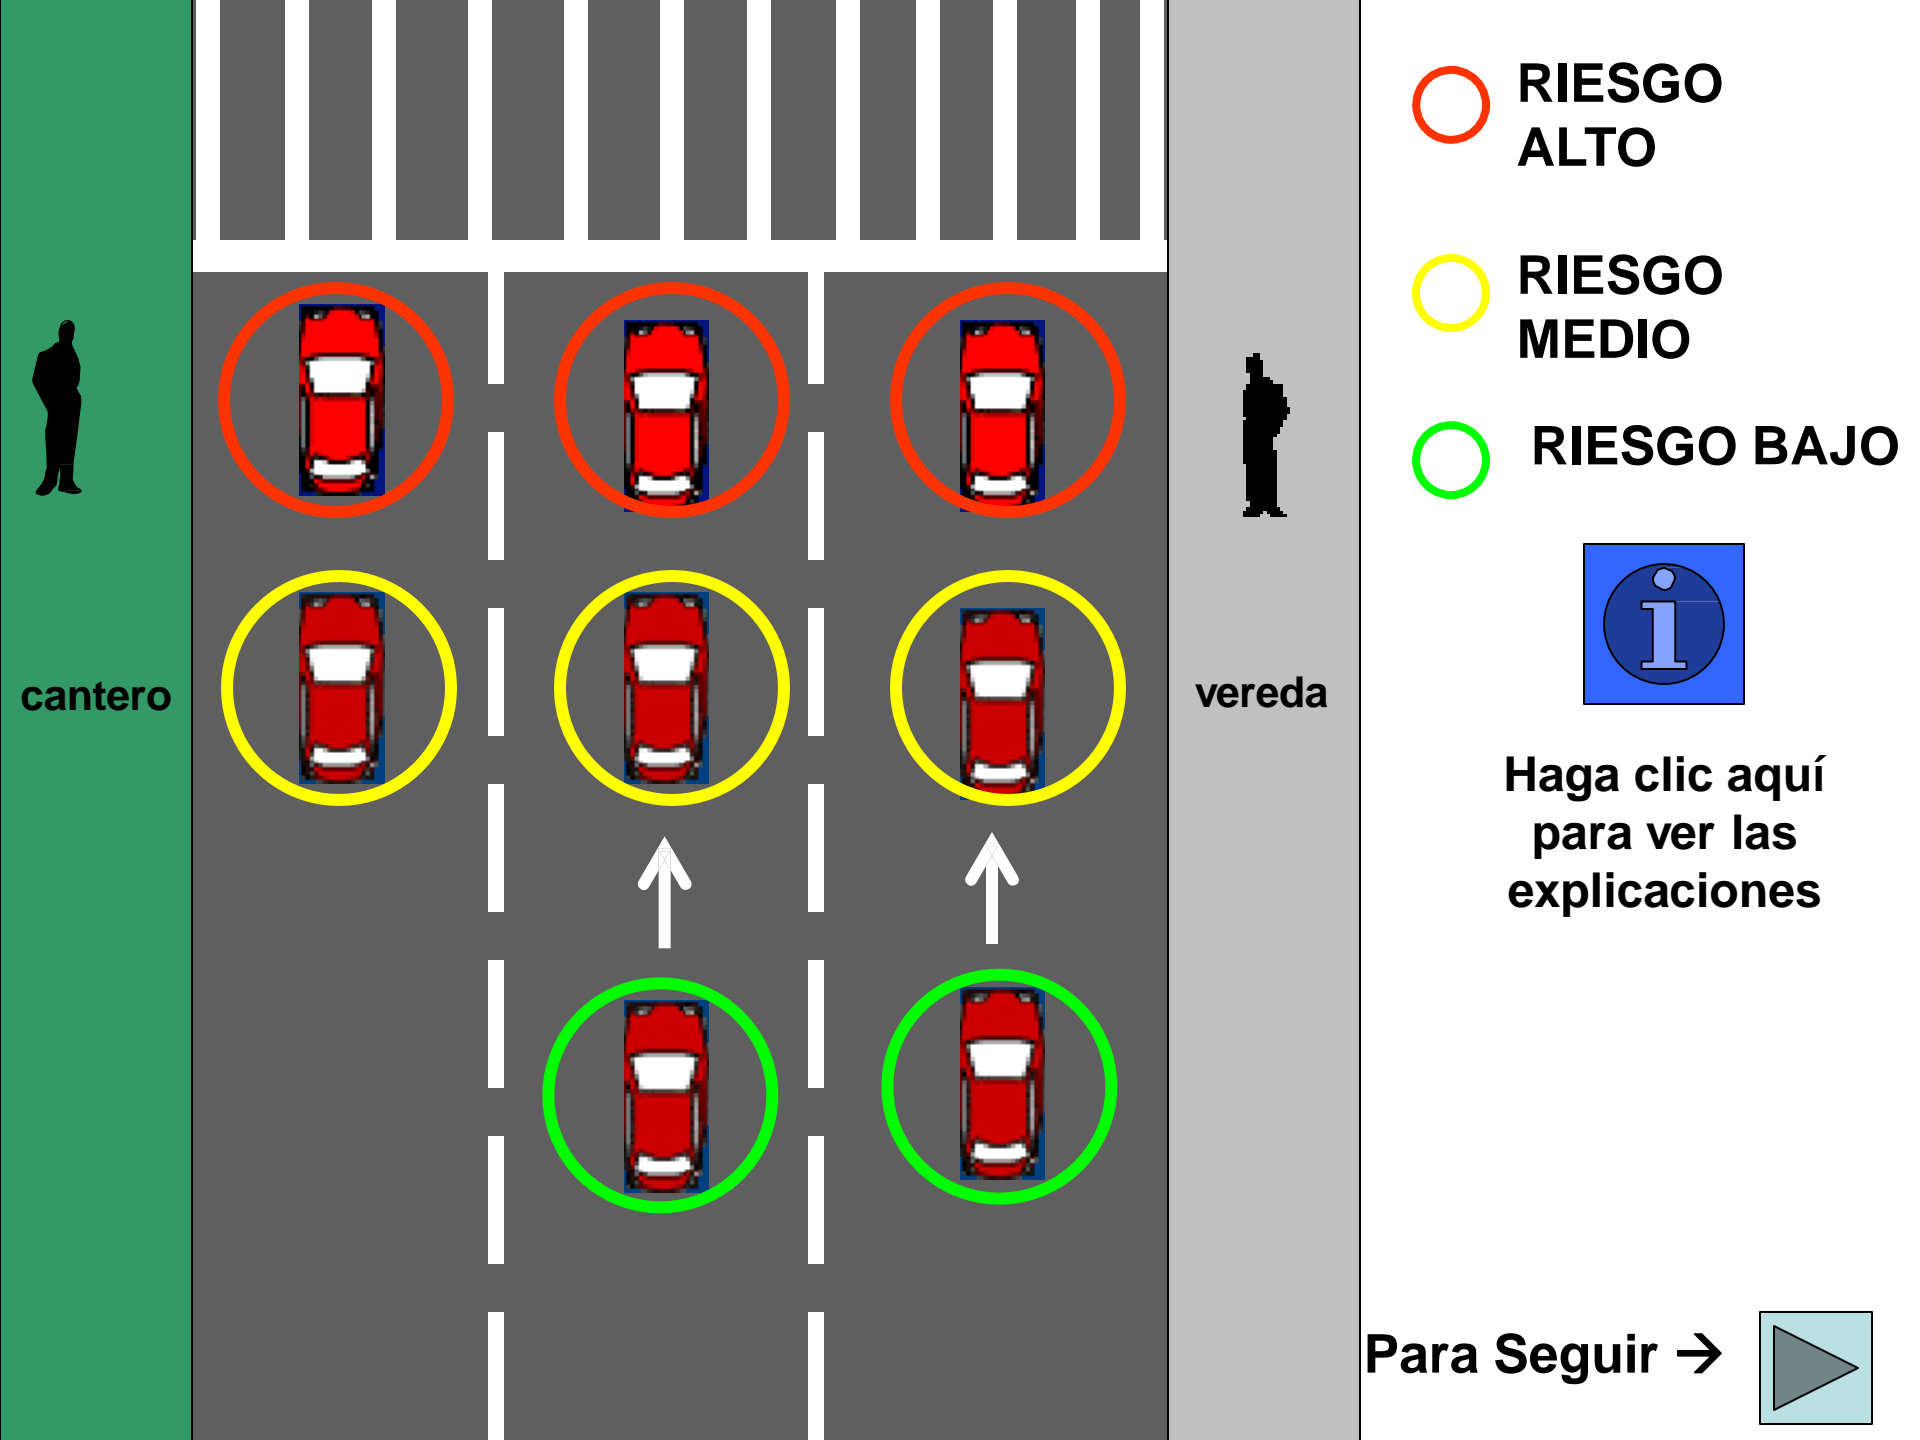 RIESGO
ALTO
RIESGO
MEDIO
RIESGO BAJO
cantero
vereda
Haga clic aquí
para ver las
explicaciones
Para Seguir →